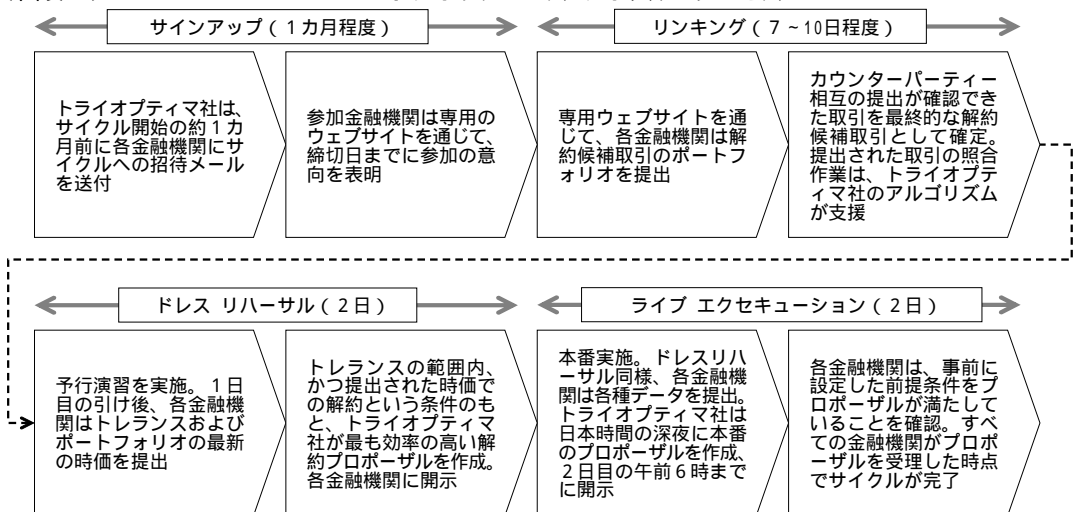 サインアップ（１カ月程度）
リンキング（７～10日程度）
トライオプティマ社は、
サイクル開始の約１カ
月前に各金融機関にサ
イクルへの招待メール
を送付
参加金融機関は専用の
ウェブサイトを通じて、
締切日までに参加の意
向を表明
専用ウェブサイトを通
じて、各金融機関は解
約候補取引のポートフ
ォリオを提出
カウンターパーティー
相互の提出が確認でき
た取引を最終的な解約
候補取引として確定。
提出された取引の照合
作業は、トライオプテ
ィマ社のアルゴリズム
が支援
ドレス リハーサル（２日）
ライブ エクセキューション（２日）
予行演習を実施。１日
目の引け後、各金融機
関はトレランスおよび
ポートフォリオの最新
の時価を提出
トレランスの範囲内、
かつ提出された時価で
の解約という条件のも
と、トライオプティマ
社が最も効率の高い解
約プロポーザルを作成。
各金融機関に開示
本番実施。ドレスリハ
ーサル同様、各金融機
関は各種データを提出。
トライオプティマ社は
日本時間の深夜に本番
のプロポーザルを作成、
２日目の午前６時まで
に開示
各金融機関は、事前に
設定した前提条件をプ
ロポーザルが満たして
いることを確認。すべ
ての金融機関がプロポ
ーザルを受理した時点
でサイクルが完了